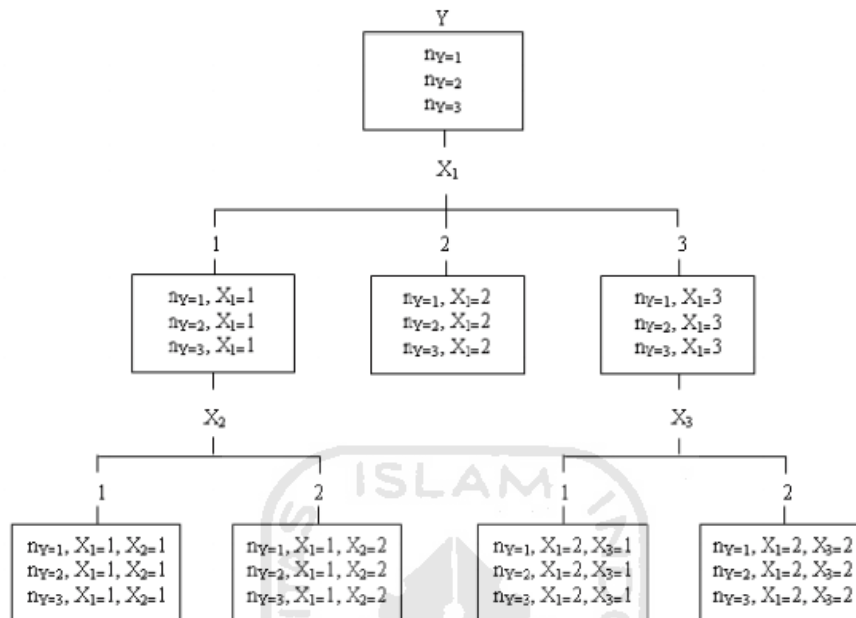 Y
nY=1
nY=2
nY=3
X1
1
2
3
nY=1, X1=1
nY=2, X1=1
nY=3, X1=1
nY=1, X1=2
nY=2, X1=2
nY=3, X1=2
nY=1, X1=3
nY=2, X1=3
nY=3, X1=3
X2
X3
1
2
1
2
nY=1, X1=1, X2=1
nY=2, X1=1, X2=1
nY=3, X1=1, X2=1
nY=1, X1=1, X2=2
nY=2, X1=1, X2=2
nY=3, X1=1, X2=2
nY=1, X1=2, X3=1
nY=2, X1=2, X3=1
nY=3, X1=2, X3=1
nY=1, X1=2, X3=2
nY=2, X1=2, X3=2
nY=3, X1=2, X3=2
ISLAM